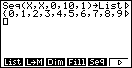 Seq(X,X,0,10,1)→List▶
{0,1,2,3,4,5,6,7,8,9▶
List L→M Dim Fill Seq ▷